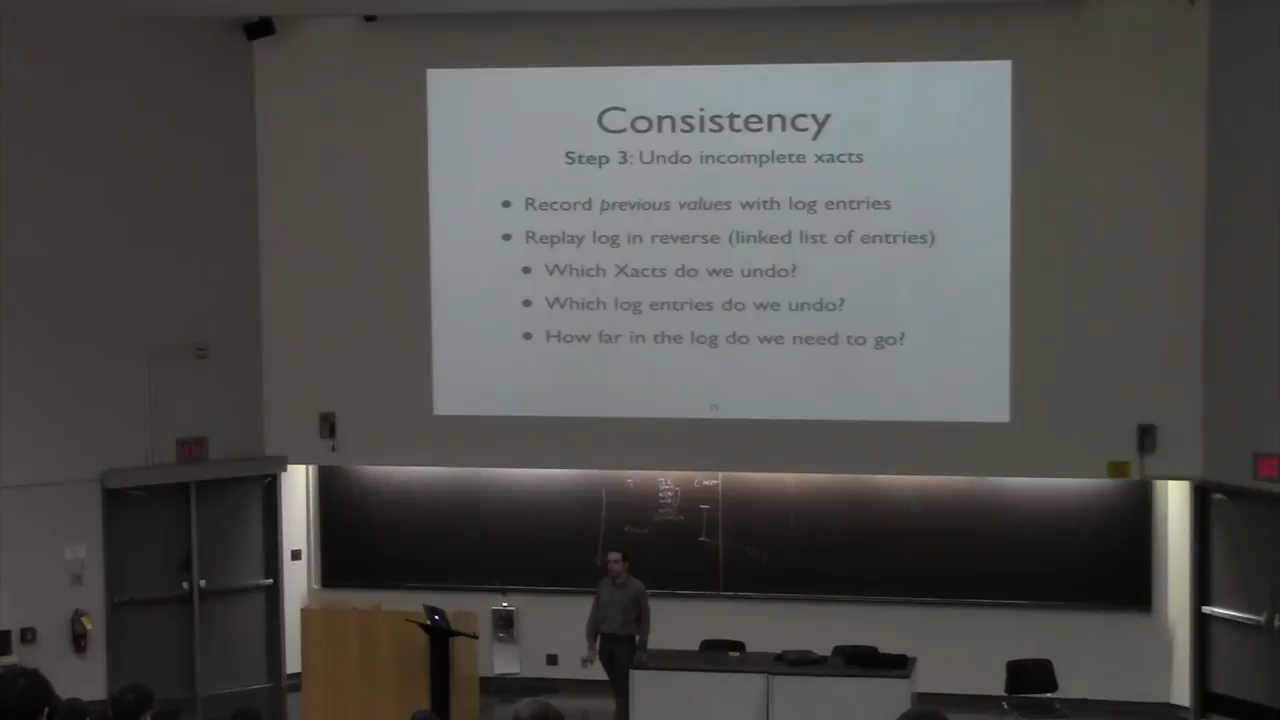 Consistency
Step 3: Undo incomplete xacts
• Record previous values with log entries
• Replay log in reverse (linked list of entries)
• Which Xacts do we undo?
• Which log entries do we undo?
• How far in the log do we need to go?